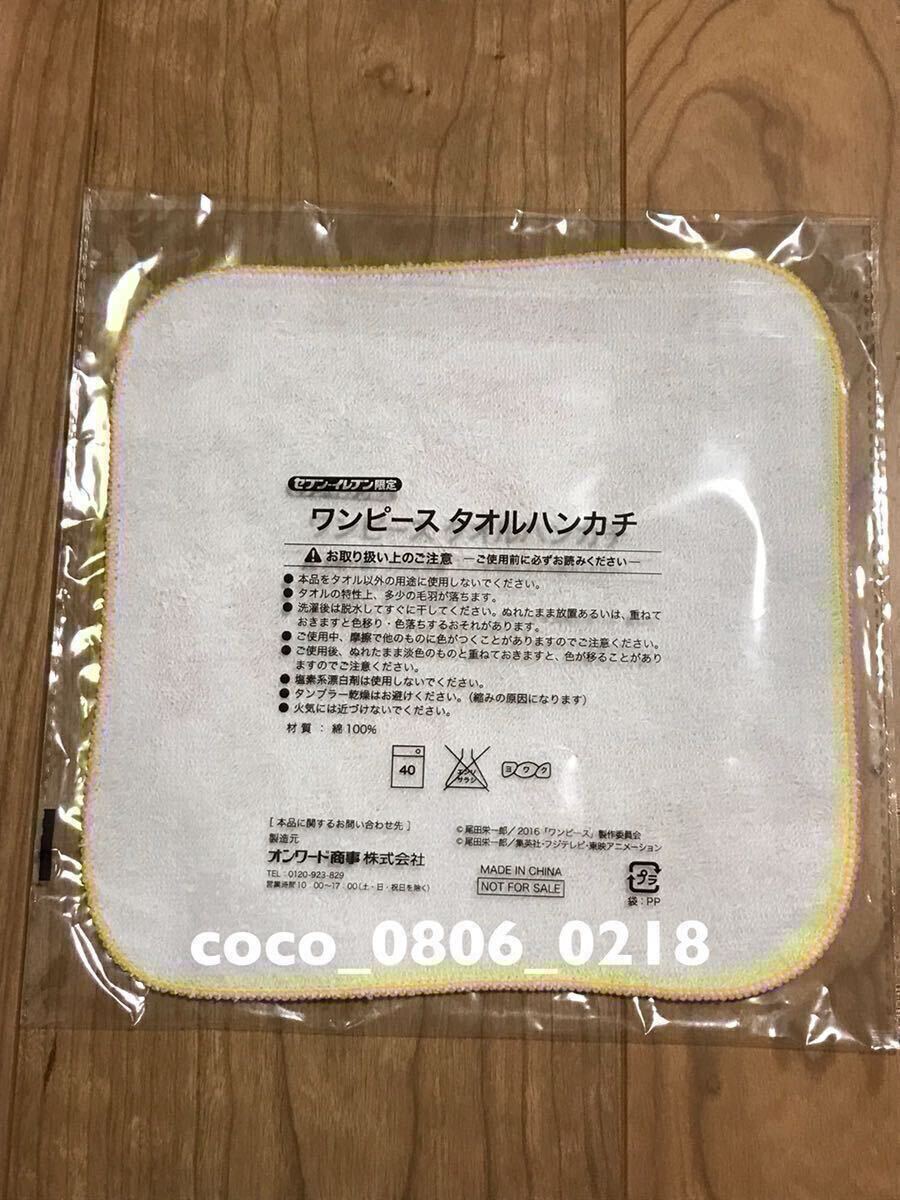 セブン-イレブン限定
ワンピース タオルハンカチ
お取り扱い上のご注意 ーご使用前に必ずお読みくださいー
● 本品をタオル以外の用途に使用しないでください。
● タオルの特性上、多少の毛羽が落ちます。
● 洗濯後は脱水してすぐに干してください。ぬれたまま放置あるいは、重ねて
おきますと色移り・色落ちするおそれがあります。
● ご使用中、摩擦で他のものに色がつくことがありますのでご注意ください。
● ご使用後、ぬれたまま淡色のものと重ねておきますと、色が移ることがあり
ますのでご注意ください。
● 塩素系漂白剤は使用しないでください。
● タンブラー乾燥はお避けください。(縮みの原因になります)
● 火気には近づけないでください。
材質 : 綿100%
40
エンソ
サラシ
ヨワク
[ 本品に関するお問い合わせ先 ]
製造元
オンワード商事株式会社
TEL : 0120-923-829
営業時間10:00〜17:00(土・日・祝日を除く)
© 尾田栄一郎/2016「ワンピース」製作委員会
© 尾田栄一郎/集英社・フジテレビ・東映アニメーション
MADE IN CHINA
NOT FOR SALE
プラ
袋 : PP
coco_0806_0218